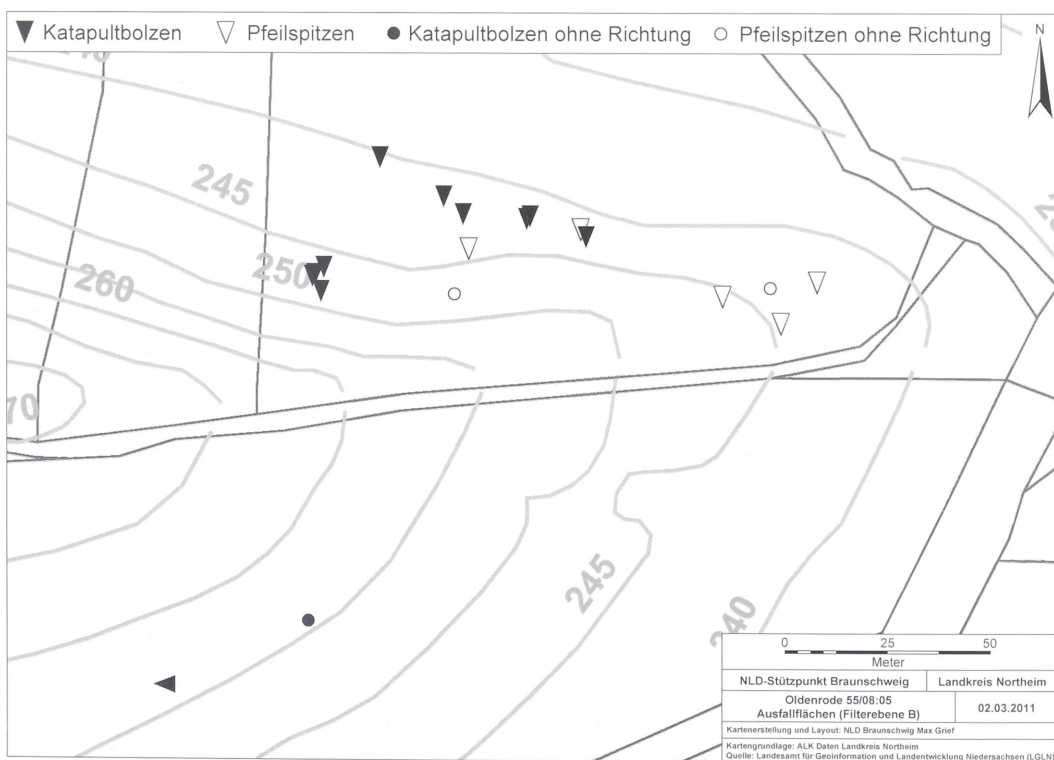 Katapultbolzen Pfeilspitzen Katapultbolzen ohne Richtung Pfeilspitzen ohne Richtung
N
245
250
260
70
245
240
0 25 50
Meter
NLD-Stützpunkt Braunschweig Landkreis Northeim
Oldenrode 55/08:05
Ausfallflächen (Filterebene B)
02.03.2011
Kartenerstellung und Layout: NLD Braunschwig Max Grief
Kartengrundlage: ALK Daten Landkreis Northeim
Quelle: Landesamt für Geoinformation und Landentwicklung Niedersachsen (LGLN)